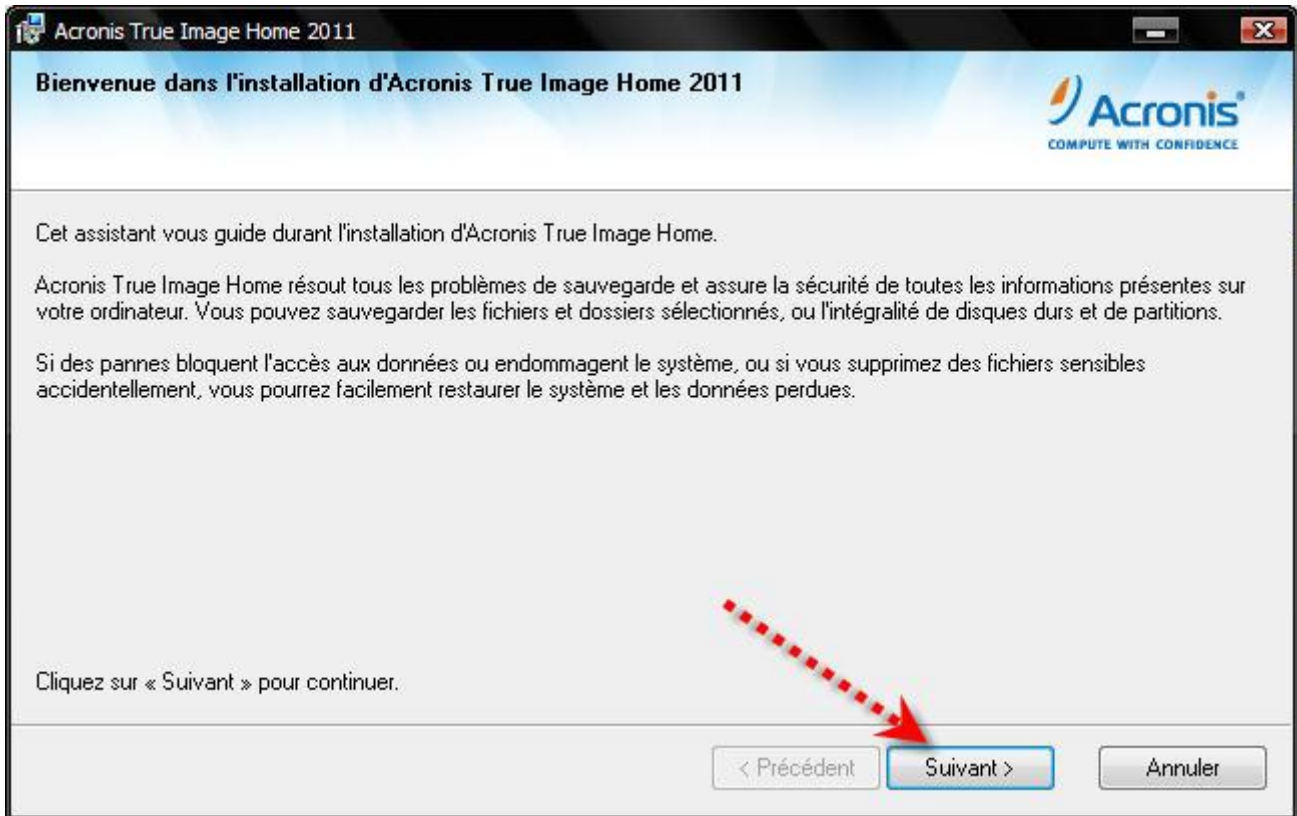 Acronis True Image Home 2011
Bienvenue dans l'installation d'Acronis True Image Home 2011
Acronis®
COMPUTE WITH CONFIDENCE
Cet assistant vous guide durant l'installation d'Acronis True Image Home.
Acronis True Image Home résout tous les problèmes de sauvegarde et assure la sécurité de toutes les informations présentes sur
votre ordinateur. Vous pouvez sauvegarder les fichiers et dossiers sélectionnés, ou l'intégralité de disques durs et de partitions.
Si des pannes bloquent l'accès aux données ou endommagent le système, ou si vous supprimez des fichiers sensibles
accidentellement, vous pourrez facilement restaurer le système et les données perdues.
Cliquez sur « Suivant » pour continuer.
< Précédent
Suivant >
Annuler